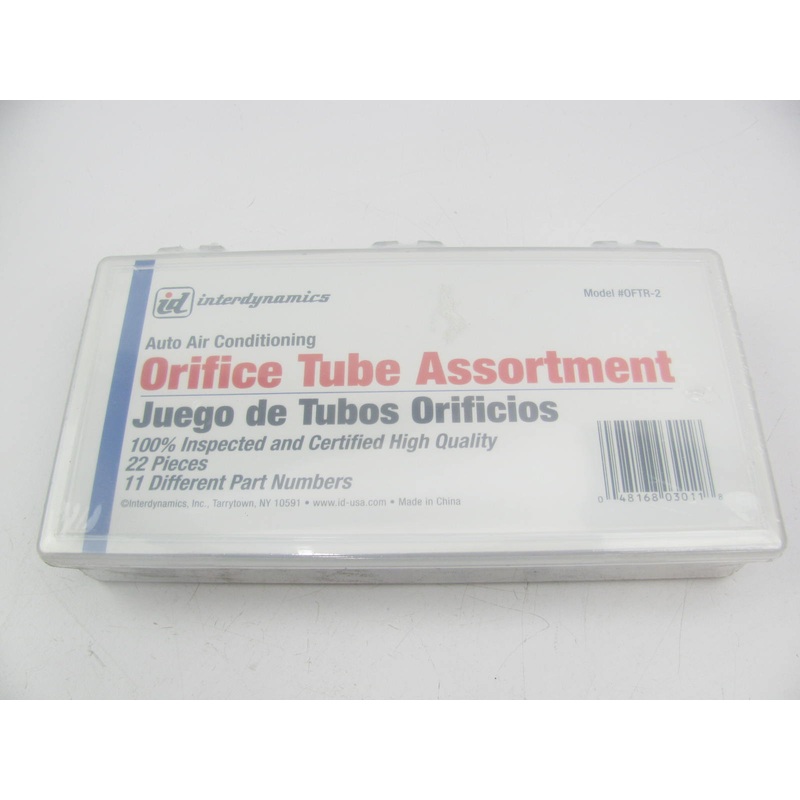 id interdynamics
Model #OFTR-2
Auto Air Conditioning
Orifice Tube Assortment
Juego de Tubos Orificios
100% Inspected and Certified High Quality
22 Pieces
11 Different Part Numbers
©Interdynamics, Inc., Tarrytown, NY 10591 • www.id-usa.com • Made in China
0 48168 03011 8